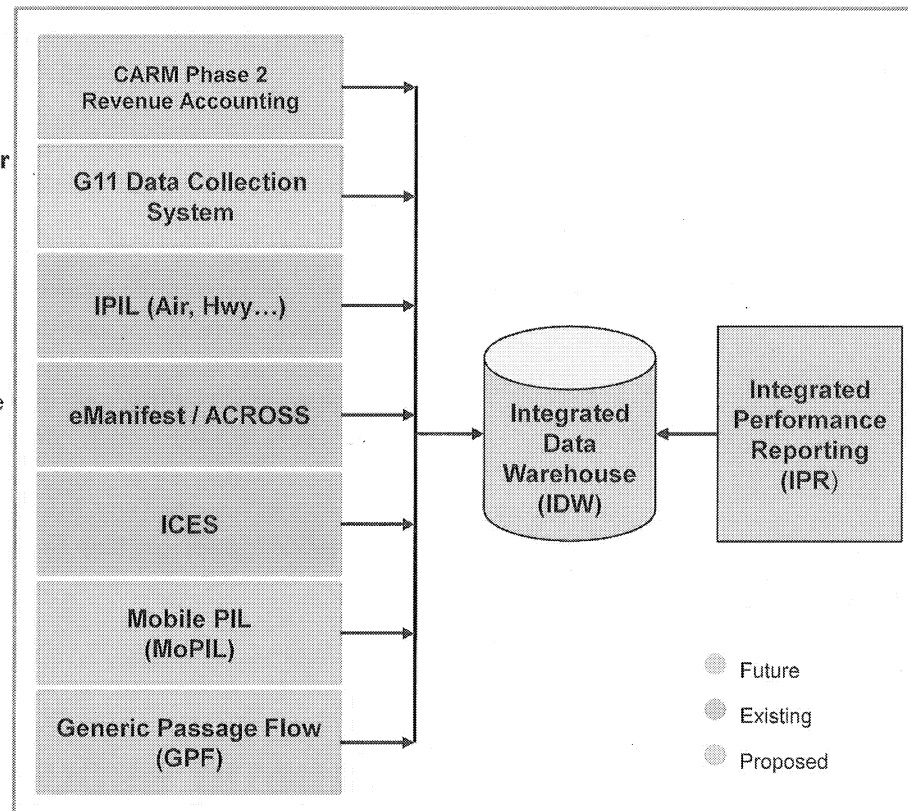 CARM Phase 2
Revenue Accounting
r
G11 Data Collection
System
IPIL (Air, Hwy…)
e
eManifest / ACROSS
ICES
Mobile PIL
(MoPIL)
Generic Passage Flow
(GPF)
Integrated
Data
Warehouse
(IDW)
Integrated
Performance
Reporting
(IPR)
Future
Existing
Proposed